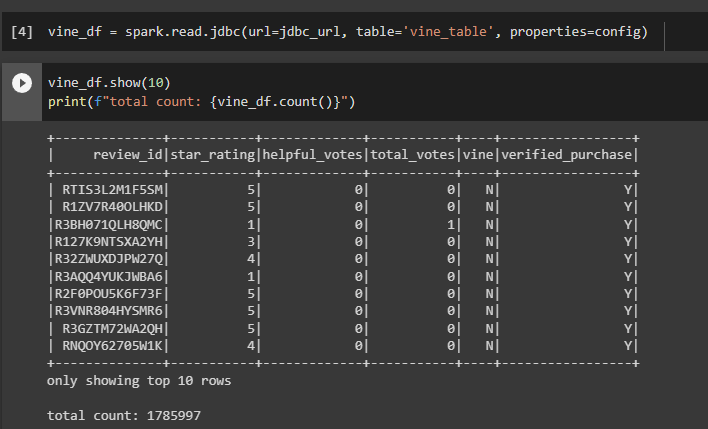 [4] vine_df = spark.read.jdbc(url=jdbc_url, table='vine_table', properties=config)
vine_df.show(10)
print(f"total count: {vine_df.count()}")
+--------------+-----------+-------------+-----------+----+-----------------+
|     review_id|star_rating|helpful_votes|total_votes|vine|verified_purchase|
+--------------+-----------+-------------+-----------+----+-----------------+
| RTIS3L2M1F5SM|          5|            0|          0|   N|                Y|
| R1ZV7R40OLHKD|          5|            0|          0|   N|                Y|
|R3BH071QLH8QMC|          1|            0|          1|   N|                Y|
|R127K9NTSXA2YH|          3|            0|          0|   N|                Y|
|R32ZWUXDJPW27Q|          4|            0|          0|   N|                Y|
|R3AQQ4YUKJWBA6|          1|            0|          0|   N|                Y|
|R2F0POU5K6F73F|          5|            0|          0|   N|                Y|
|R3VNR804HYSMR6|          5|            0|          0|   N|                Y|
| R3GZTM72WA2QH|          5|            0|          0|   N|                Y|
| RNQOY62705W1K|          4|            0|          0|   N|                Y|
+--------------+-----------+-------------+-----------+----+-----------------+
only showing top 10 rows
total count: 1785997